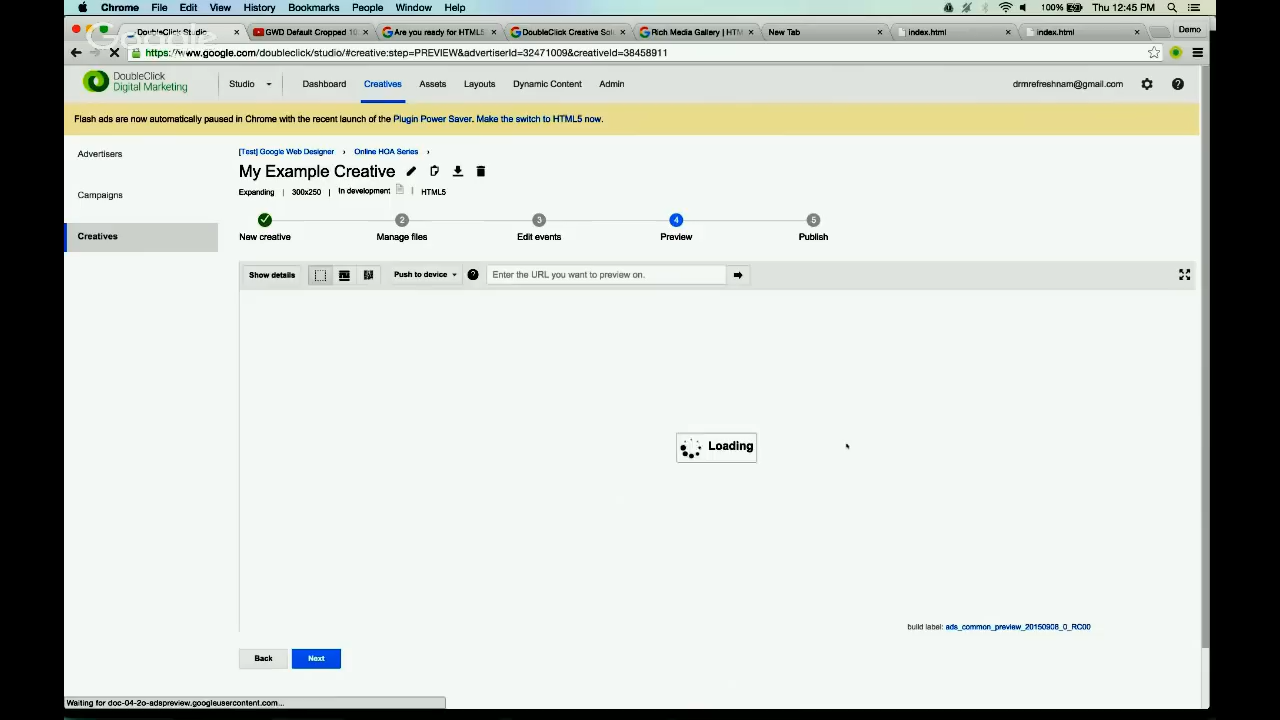 Chrome File Edit View History Bookmarks People Window Help 100% Thu 12:45 PM
DoubleClick Studio × GWD Default Cropped 10 × Are you ready for HTML5 × DoubleClick Creative Sol × Rich Media Gallery | HTM × New Tab × index.html × index.html × Demo
Google
https://www.google.com/doubleclick/studio/#creative:step=PREVIEW&advertiserId=32471009&creativeId=38458911
DoubleClick
Digital Marketing
Studio Dashboard Creatives Assets Layouts Dynamic Content Admin drmrefreshnam@gmail.com ?
Flash ads are now automatically paused in Chrome with the recent launch of the Plugin Power Saver. Make the switch to HTML5 now.
Advertisers
Campaigns
Creatives
[Test] Google Web Designer › Online HOA Series ›
My Example Creative
Expanding | 300x250 | In development | HTML5
2 3 4 5
New creative Manage files Edit events Preview Publish
Show details Push to device ? Enter the URL you want to preview on.
Loading
build label: ads_common_preview_20150908_0_RC00
Back Next
Waiting for doc-04-2o-adspreview.googleusercontent.com...